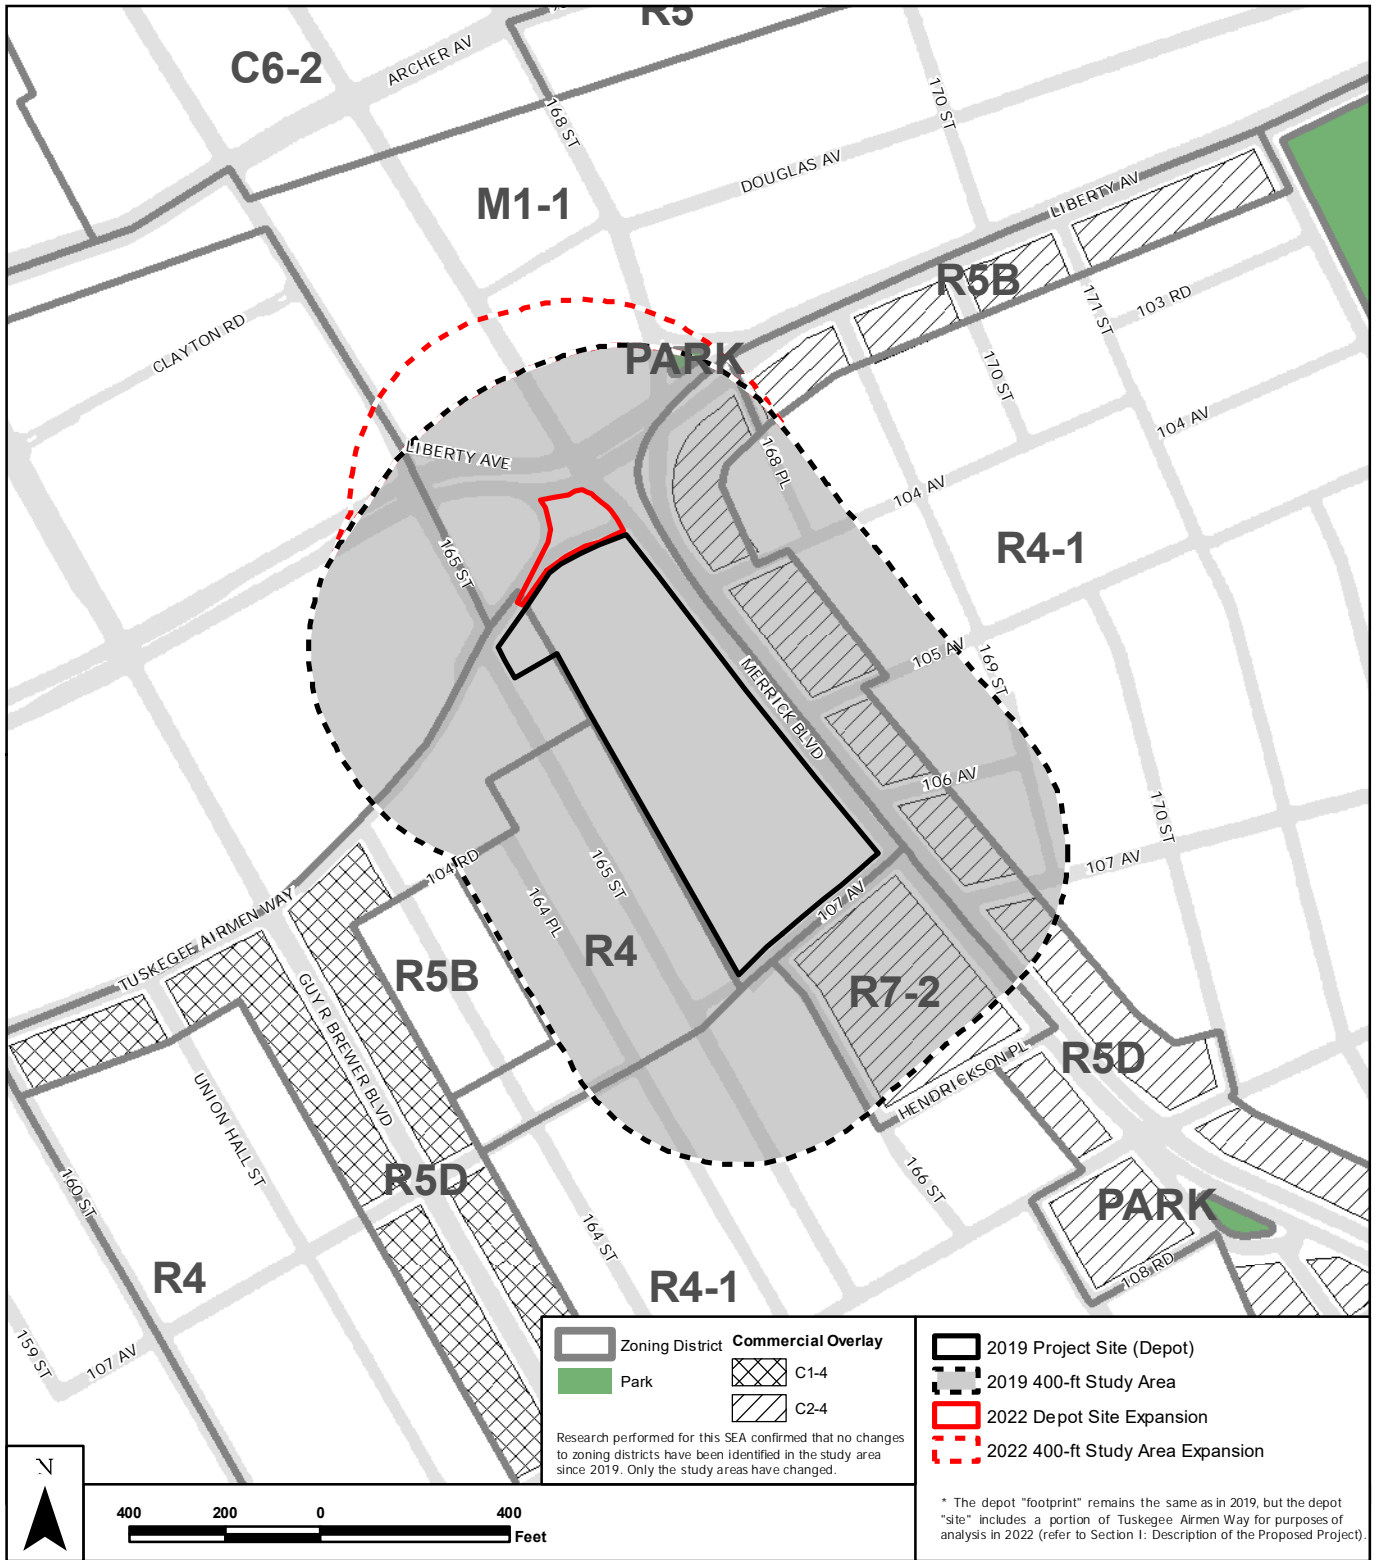 R5
C6-2
ARCHER AV
168 ST
170 ST
DOUGLAS AV
M1-1
LIBERTY AV
R5B
171 ST
103 RD
CLAYTON RD
PARK
170 ST
104 AV
LIBERTY AVE
168 PL
104 AV
R4-1
165 ST
105 AV
169 ST
MERRICK BLVD
106 AV
170 ST
107 AV
104 RD
165 ST
164 PL
107 AV
TUSKEGEE AIRMEN WAY
R4
R5B
R7-2
GUY R BREWER BLVD
HENDRICKSON PL
R5D
UNION HALL ST
160 ST
R5D
166 ST
PARK
164 ST
R4
R4-1
108 RD
159 ST
107 AV
Zoning District
Park
Commercial Overlay
C1-4
C2-4
Research performed for this SEA confirmed that no changes
to zoning districts have been identified in the study area
since 2019. Only the study areas have changed.
2019 Project Site (Depot)
2019 400-ft Study Area
2022 Depot Site Expansion
2022 400-ft Study Area Expansion
* The depot "footprint" remains the same as in 2019, but the depot
"site" includes a portion of Tuskegee Airmen Way for purposes of
analysis in 2022 (refer to Section I: Description of the Proposed Project).
N
400 200 0 400
Feet